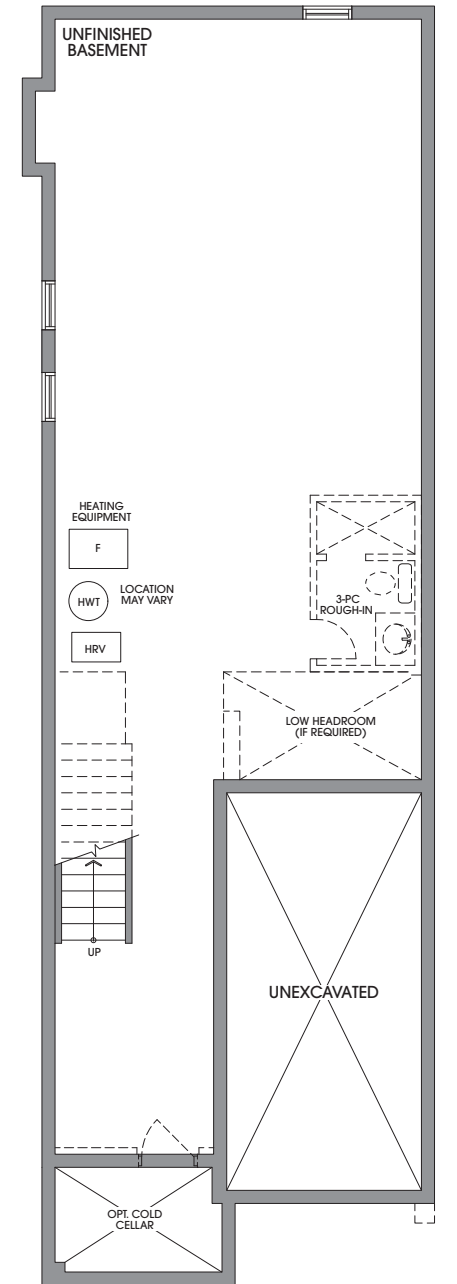 UNFINISHED
BASEMENT
HEATING
EQUIPMENT
F
HWT
LOCATION
MAY VARY
HRV
3-PC
ROUGH-IN
LOW HEADROOM
(IF REQUIRED)
UP
UNEXCAVATED
OPT. COLD
CELLAR